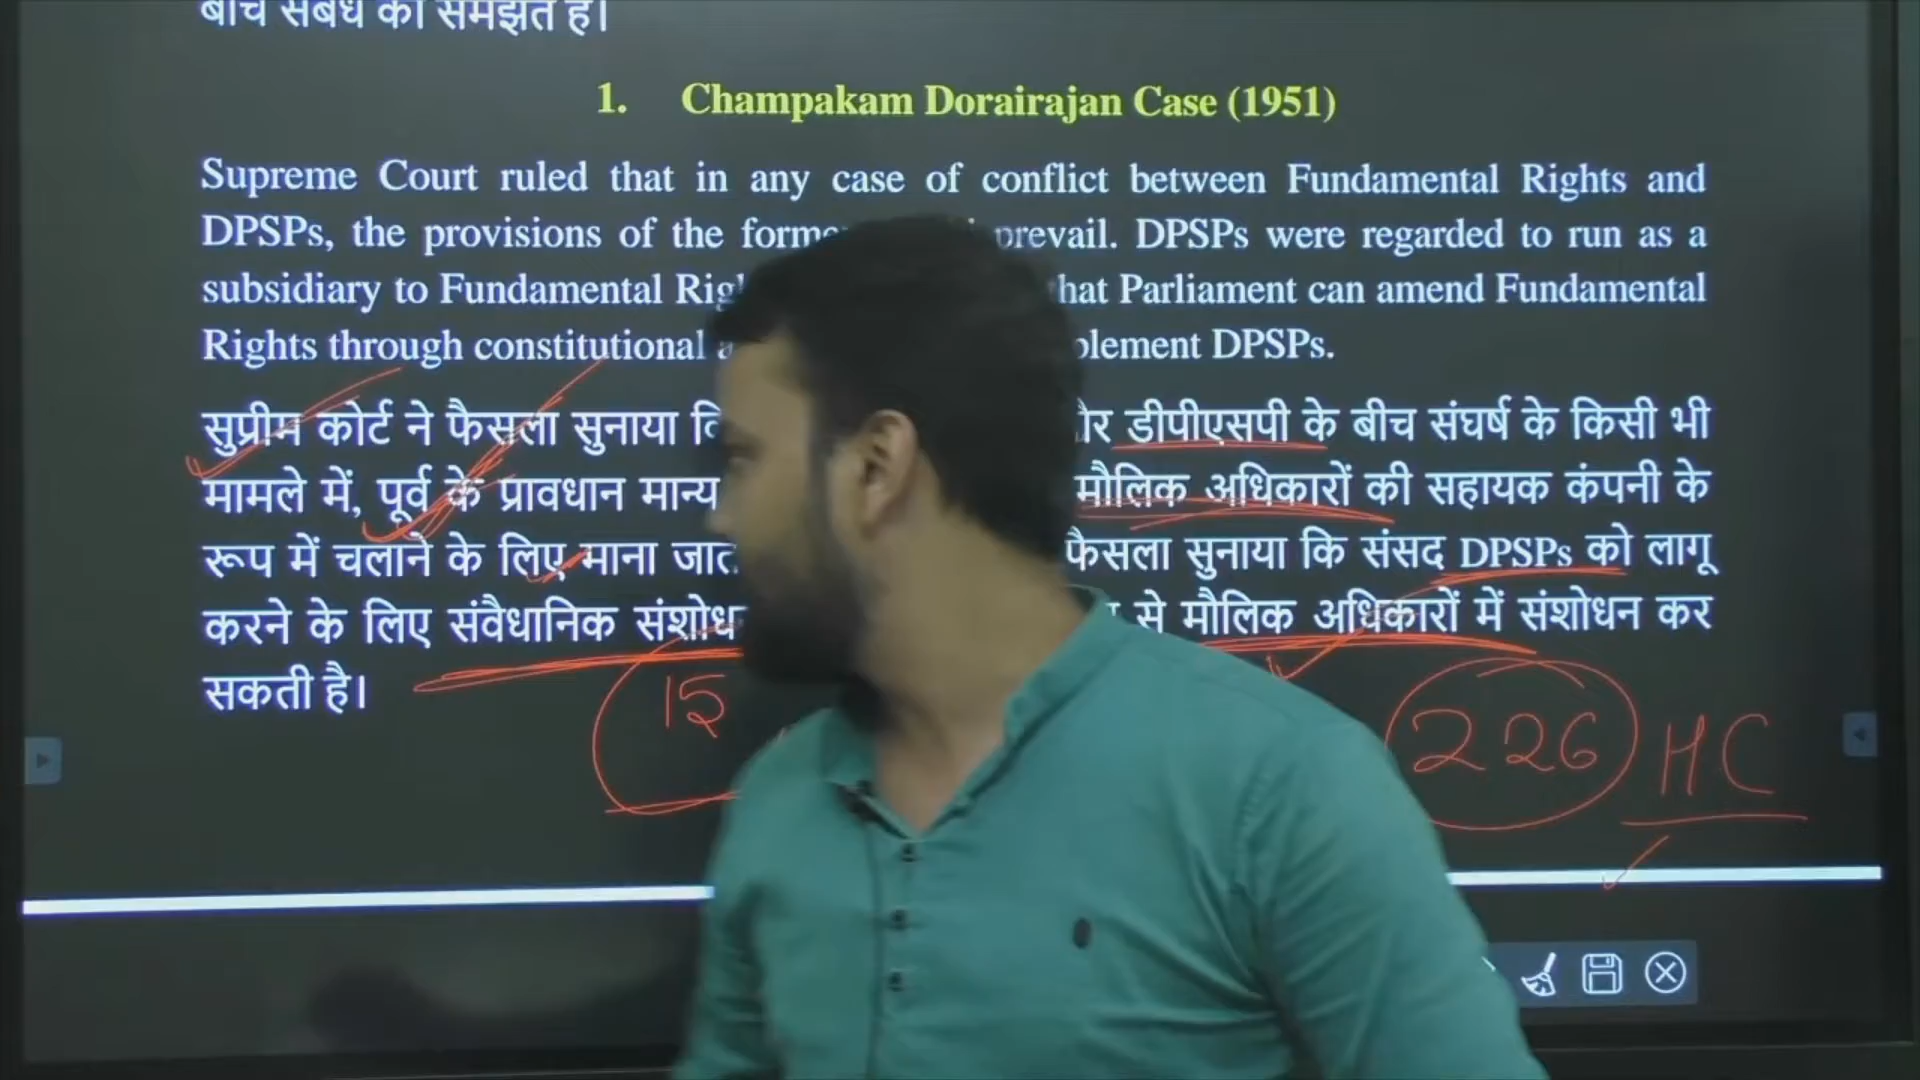 बीच संबंध को समझते हैं।
1. Champakam Dorairajan Case (1951)
Supreme Court ruled that in any case of conflict between Fundamental Rights and
DPSPs, the provisions of the prevail. DPSPs were regarded to run as a
subsidiary to Fundamental that Parliament can amend Fundamental
Rights through constitutional DPSPs.
सुप्रीम कोर्ट ने फैसला सुनाया डीपीएसपी के बीच संघर्ष के किसी भी
मामले में, पूर्व के प्रावधान मान्य मौलिक अधिकारों की सहायक कंपनी के
रूप में चलाने के लिए माना फैसला सुनाया कि संसद DPSPs को लागू
करने के लिए संवैधानिक से मौलिक अधिकारों में संशोधन कर
सकती है।
15
226 HC